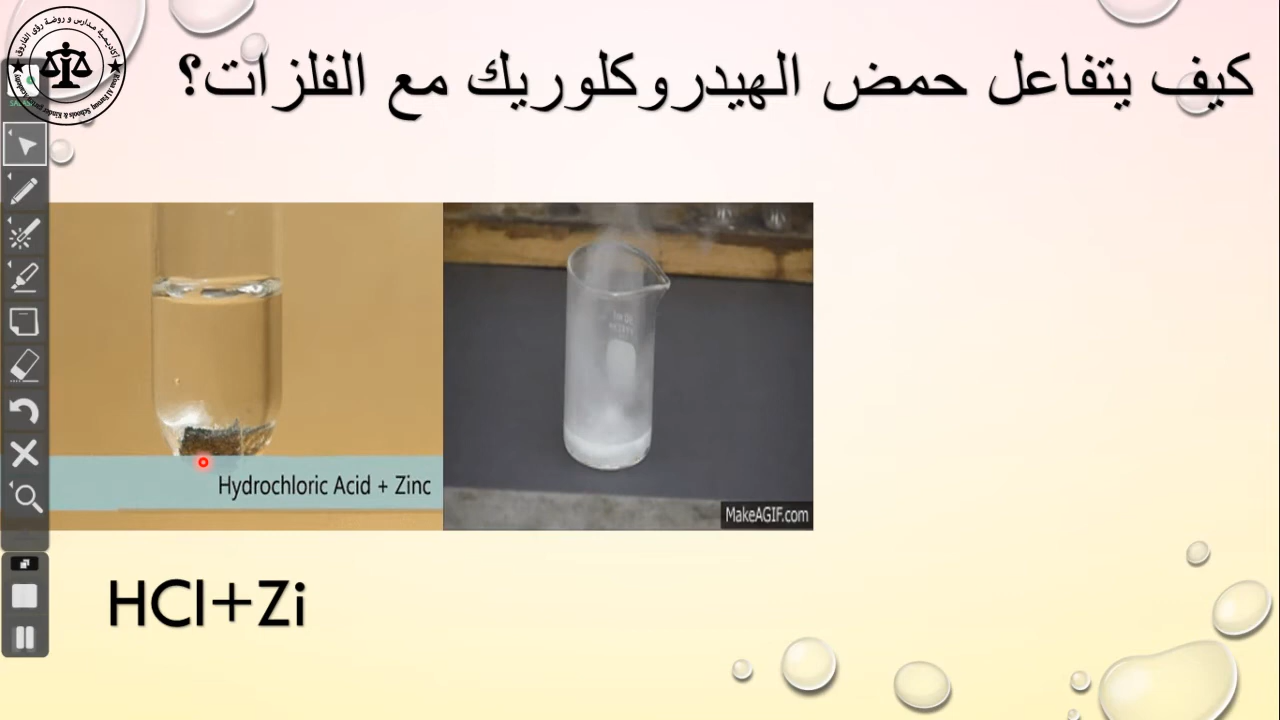 كيف يتفاعل حمض الهيدروكلوريك مع الفلزات؟
Hydrochloric Acid + Zinc
MakeAGIF.com
HCl+Zi